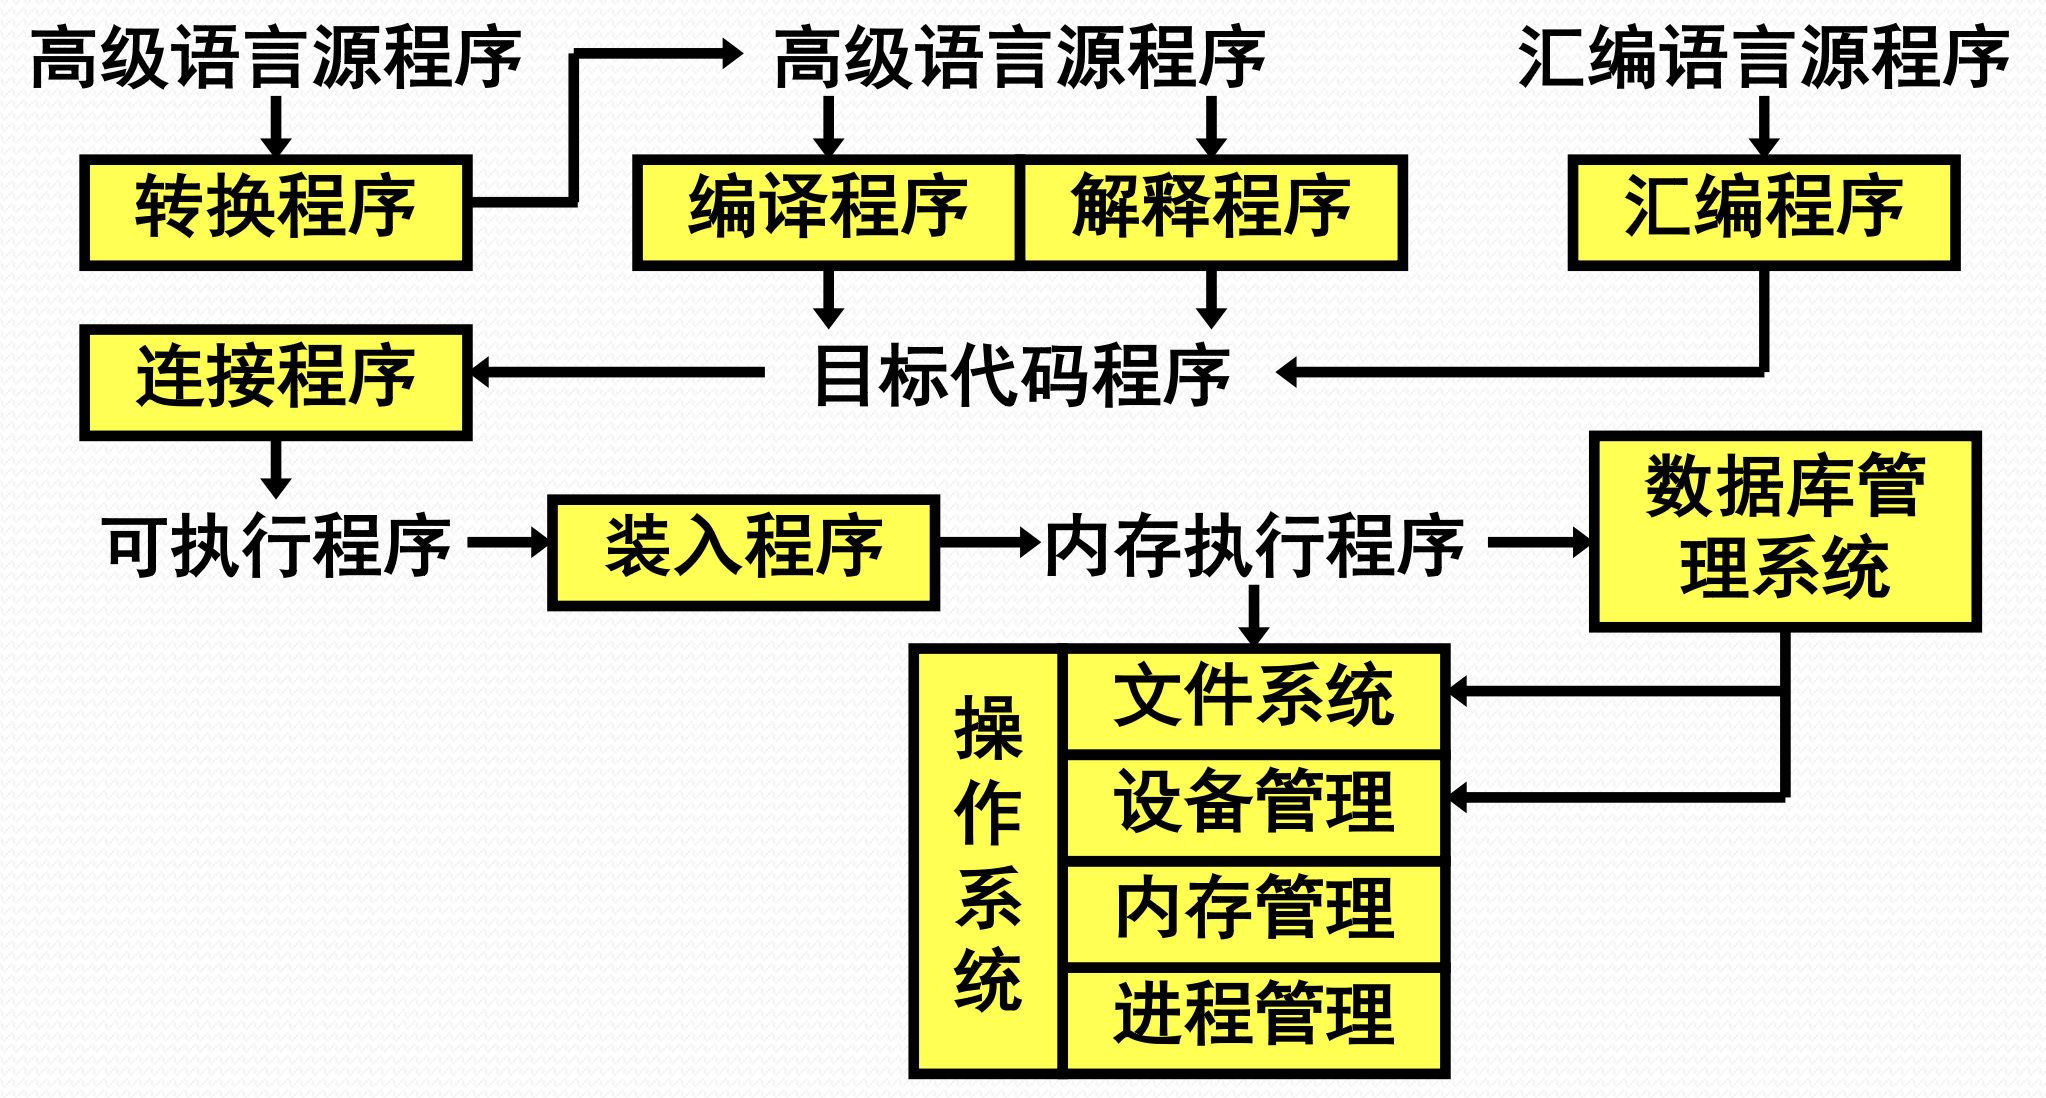 高级语言源程序
高级语言源程序
汇编语言源程序
转换程序
编译程序
解释程序
汇编程序
连接程序
目标代码程序
可执行程序
装入程序
内存执行程序
数据库管
理系统
操
作
系
统
文件系统
设备管理
内存管理
进程管理